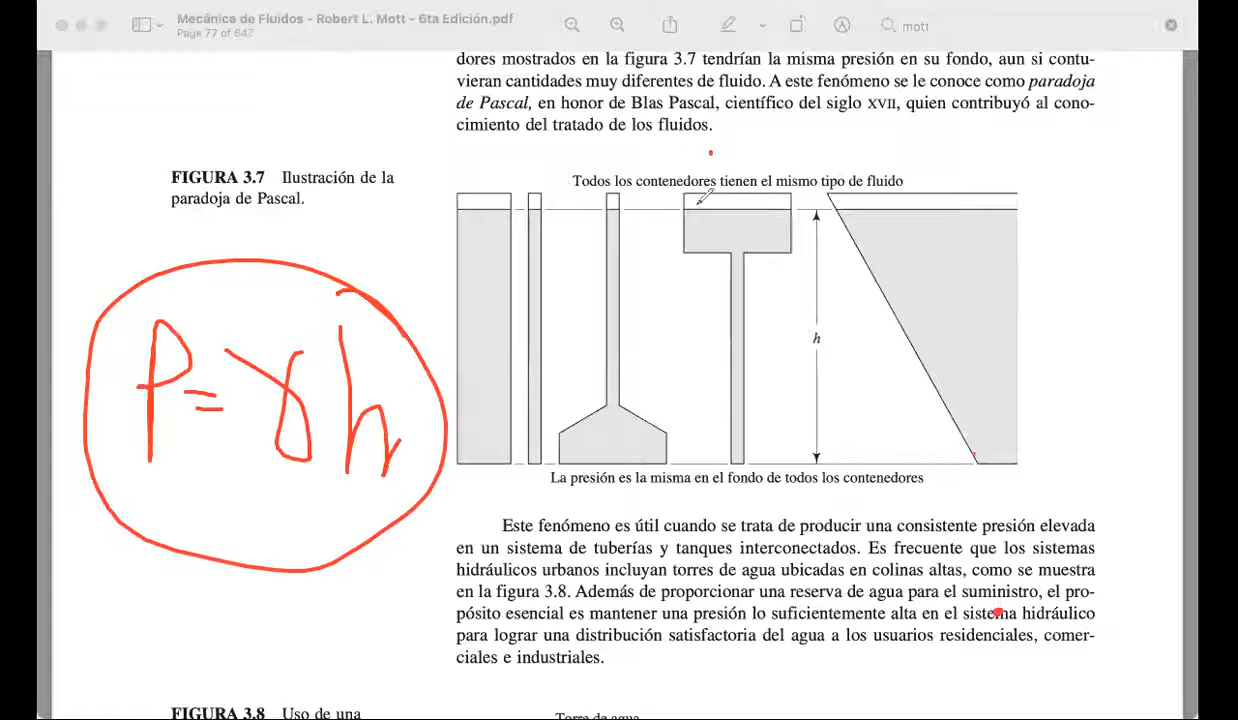 Mecánica de Fluidos - Robert L. Mott - 6ta Edición.pdf
Page 77 of 647
mott
dores mostrados en la figura 3.7 tendrían la misma presión en su fondo, aun si contu-
vieran cantidades muy diferentes de fluido. A este fenómeno se le conoce como paradoja
de Pascal, en honor de Blas Pascal, científico del siglo XVII, quien contribuyó al cono-
cimiento del tratado de los fluidos.
FIGURA 3.7 Ilustración de la
paradoja de Pascal.
Todos los contenedores tienen el mismo tipo de fluido
P = γ h
h
La presión es la misma en el fondo de todos los contenedores
Este fenómeno es útil cuando se trata de producir una consistente presión elevada
en un sistema de tuberías y tanques interconectados. Es frecuente que los sistemas
hidráulicos urbanos incluyan torres de agua ubicadas en colinas altas, como se muestra
en la figura 3.8. Además de proporcionar una reserva de agua para el suministro, el pro-
pósito esencial es mantener una presión lo suficientemente alta en el sistema hidráulico
para lograr una distribución satisfactoria del agua a los usuarios residenciales, comer-
ciales e industriales.
FIGURA 3.8 Uso de una
Torre de agua